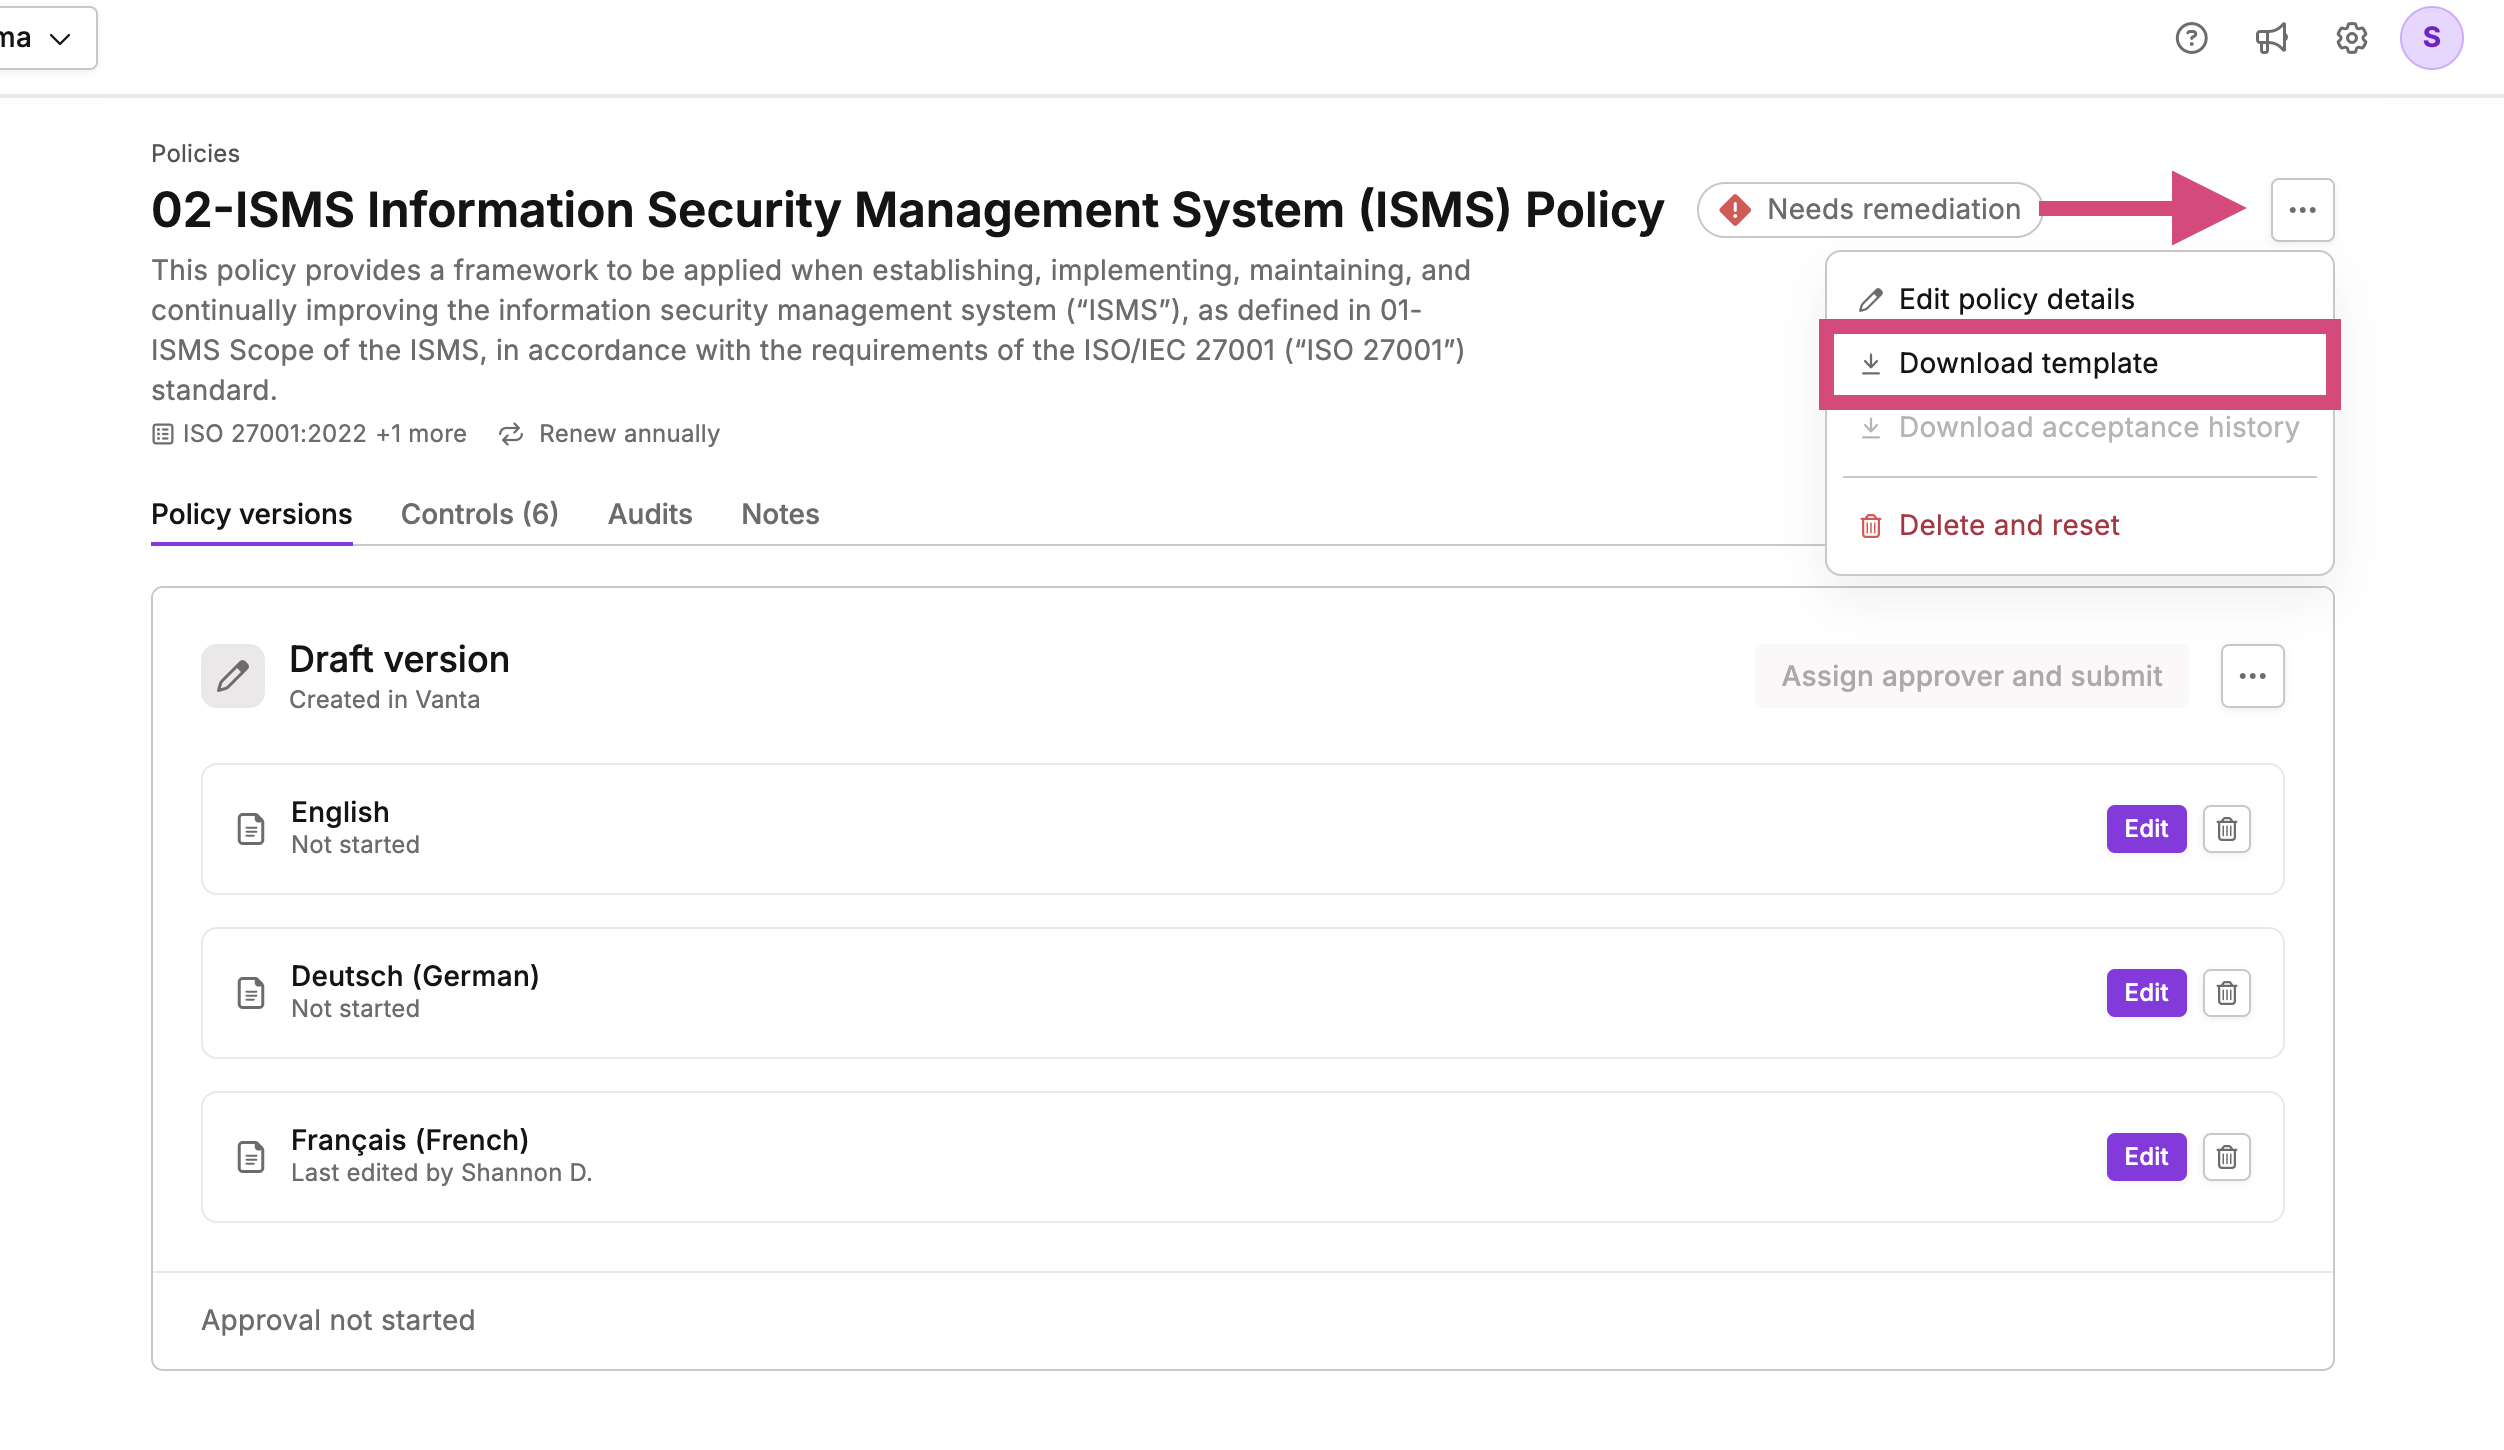 ma
S
Policies
02-ISMS Information Security Management System (ISMS) Policy
Needs remediation
This policy provides a framework to be applied when establishing, implementing, maintaining, and
continually improving the information security management system (“ISMS”), as defined in 01-
ISMS Scope of the ISMS, in accordance with the requirements of the ISO/IEC 27001 (“ISO 27001”)
standard.
ISO 27001:2022 +1 more
Renew annually
Edit policy details
Download template
Download acceptance history
Delete and reset
Policy versions
Controls (6)
Audits
Notes
Draft version
Created in Vanta
Assign approver and submit
English
Not started
Edit
Deutsch (German)
Not started
Edit
Français (French)
Last edited by Shannon D.
Edit
Approval not started